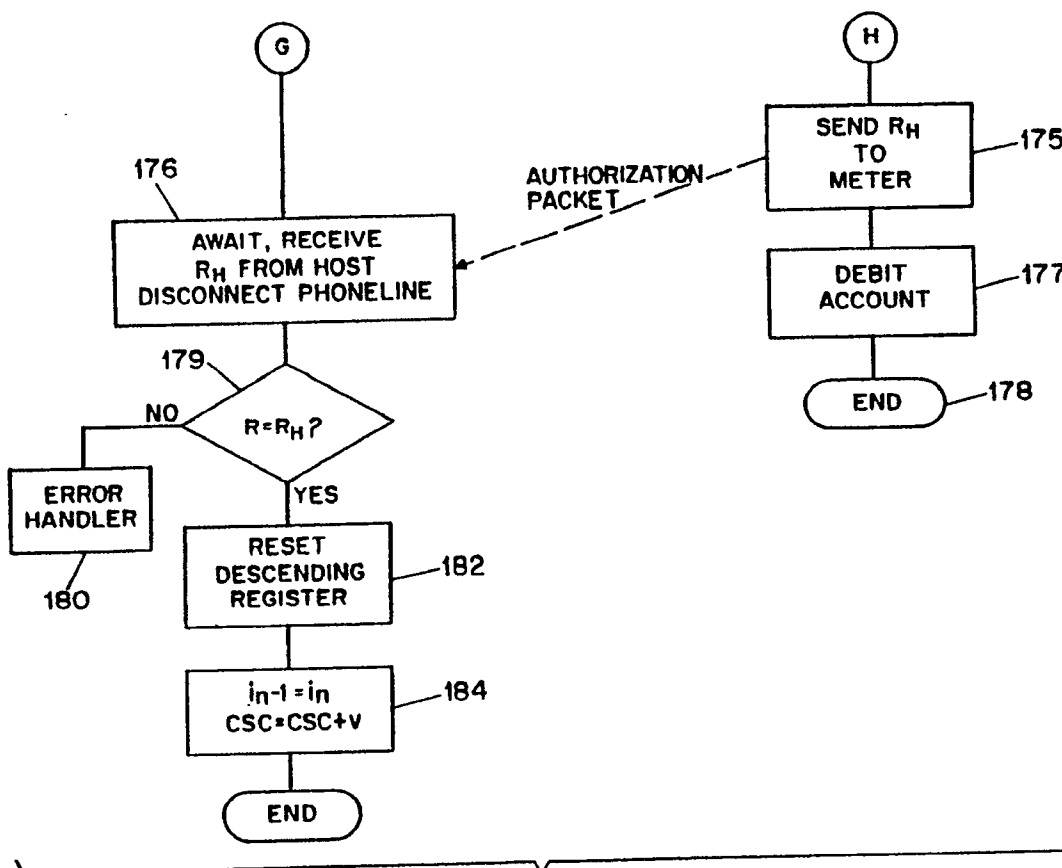 G
H
176
AWAIT, RECEIVE
RH FROM HOST
DISCONNECT PHONELINE
AUTHORIZATION
PACKET
SEND RH
TO
METER
175
DEBIT
ACCOUNT
177
END
178
179
R=RH?
NO
YES
ERROR
HANDLER
180
RESET
DESCENDING
REGISTER
182
in-1 = in
CSC=CSC+v
184
END